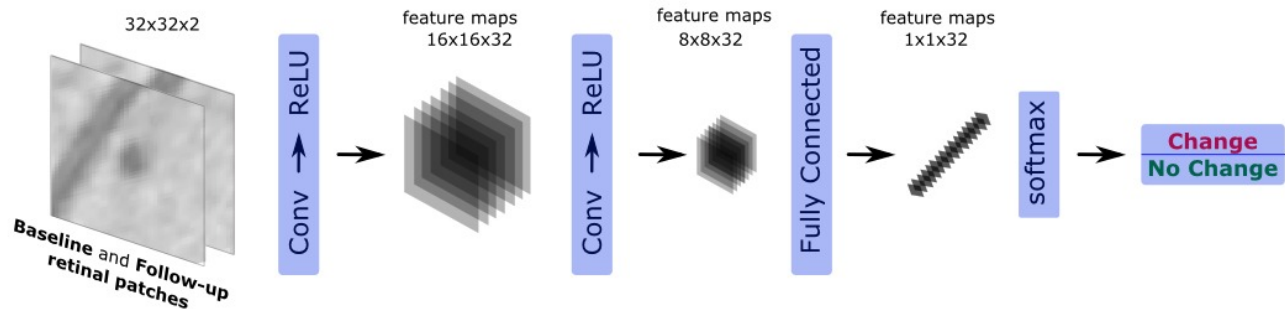 32x32x2
Baseline and Follow-up
retinal patches
Conv → ReLU
feature maps
16x16x32
Conv → ReLU
feature maps
8x8x32
Fully Connected
feature maps
1x1x32
softmax
Change
No Change